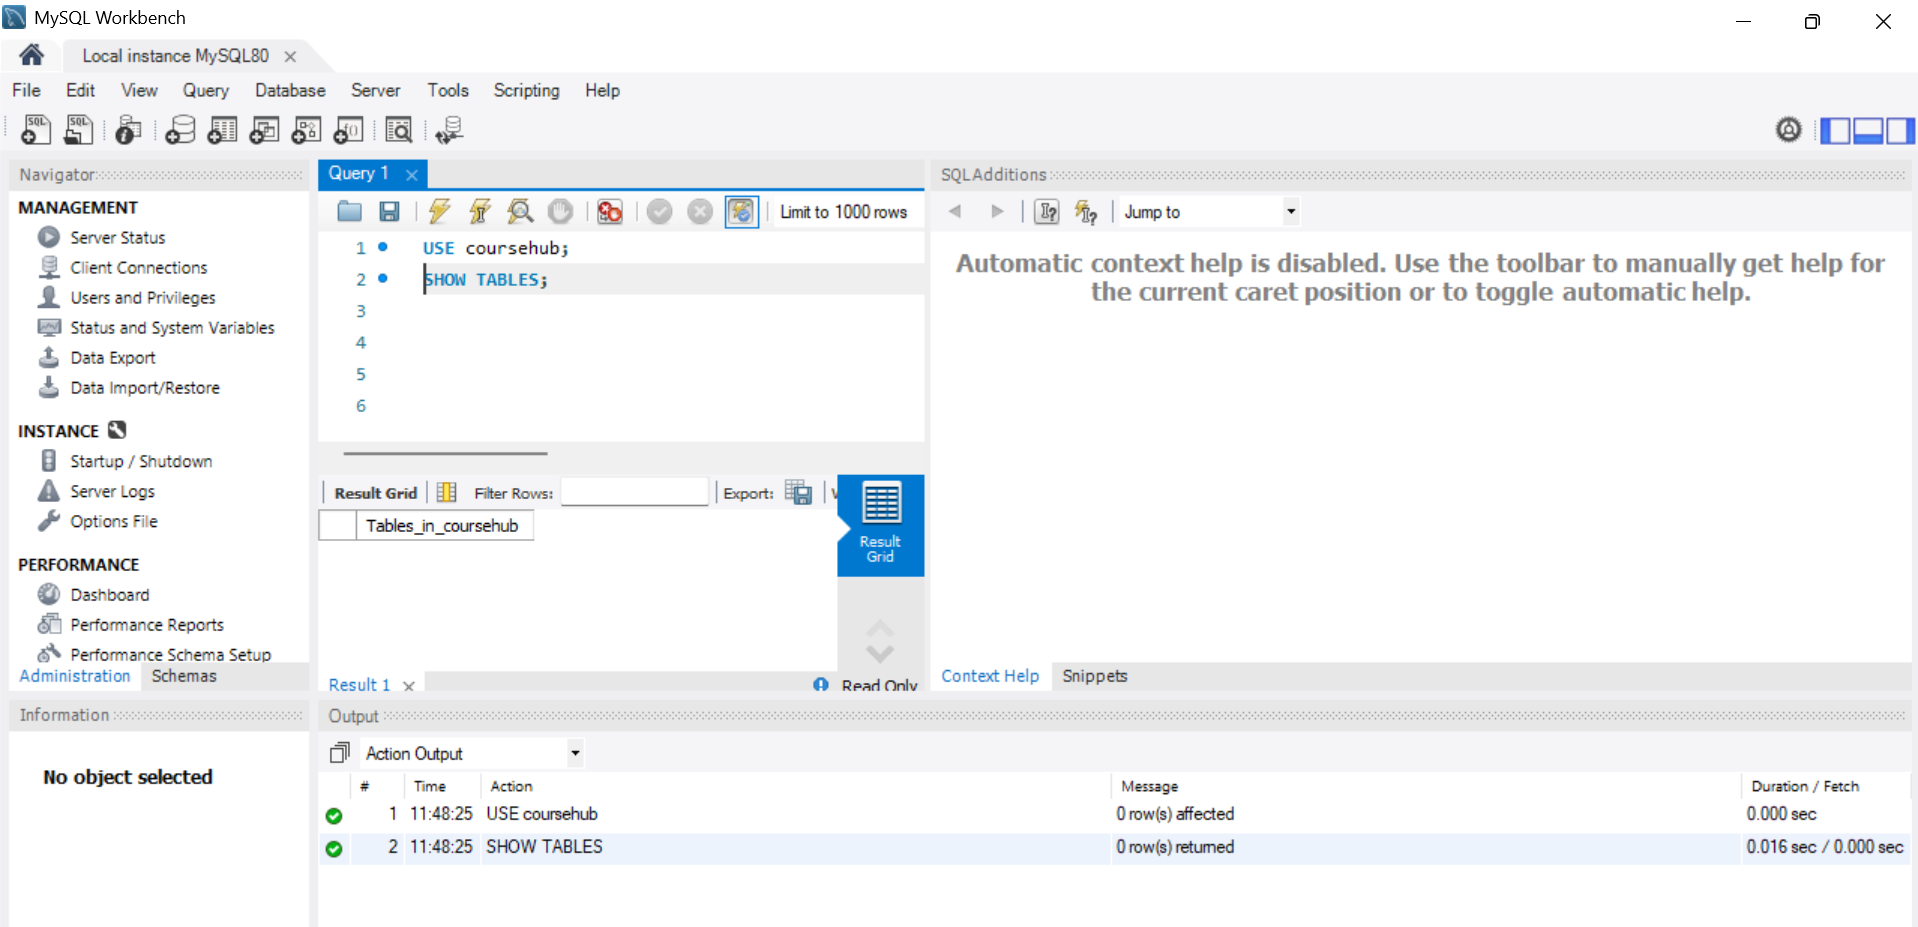 MySQL Workbench
Local instance MySQL80
File Edit View Query Database Server Tools Scripting Help
Navigator
MANAGEMENT
Server Status
Client Connections
Users and Privileges
Status and System Variables
Data Export
Data Import/Restore
INSTANCE
Startup / Shutdown
Server Logs
Options File
PERFORMANCE
Dashboard
Performance Reports
Performance Schema Setup
Administration Schemas
Query 1
Limit to 1000 rows
1 USE coursehub;
2 SHOW TABLES;
3
4
5
6
Result Grid Filter Rows: Export:
Tables_in_coursehub
Result
Grid
Result 1 Read Only
SQLAdditions
Jump to
Automatic context help is disabled. Use the toolbar to manually get help for
the current caret position or to toggle automatic help.
Context Help Snippets
Information
No object selected
Output
Action Output
# Time Action Message Duration / Fetch
1 11:48:25 USE coursehub 0 row(s) affected 0.000 sec
2 11:48:25 SHOW TABLES 0 row(s) returned 0.016 sec / 0.000 sec